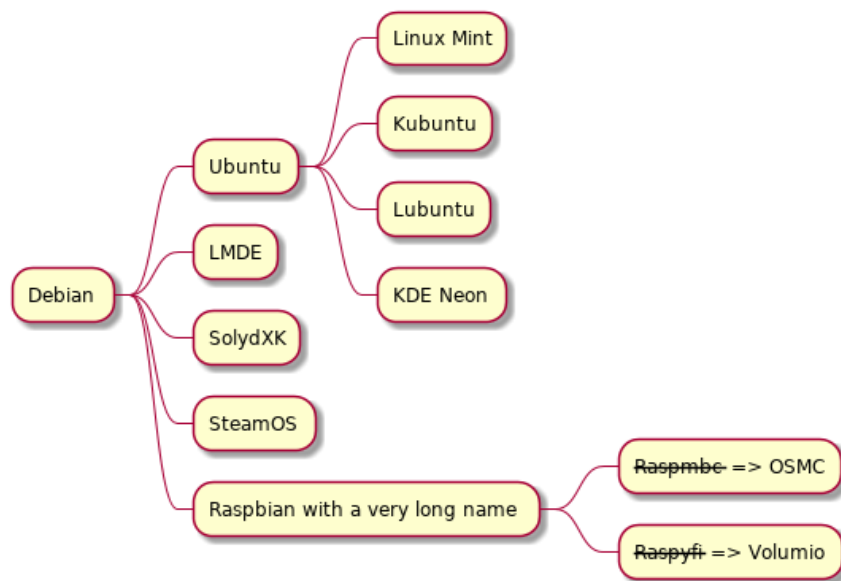 Debian
Ubuntu
Linux Mint
Kubuntu
Lubuntu
KDE Neon
LMDE
SolydXK
SteamOS
Raspbian with a very long name
Raspmbc => OSMC
Raspyfi => Volumio